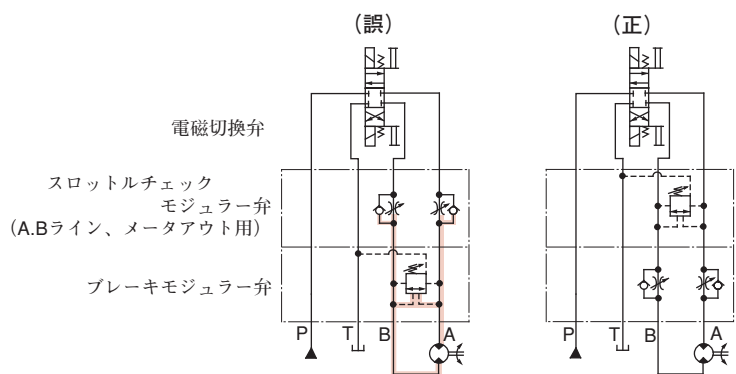 (誤)
(正)
電磁切換弁
スロットルチェック
モジュラー弁
(A.Bライン、メータアウト用)
ブレーキモジュラー弁
P T B A
P T B A